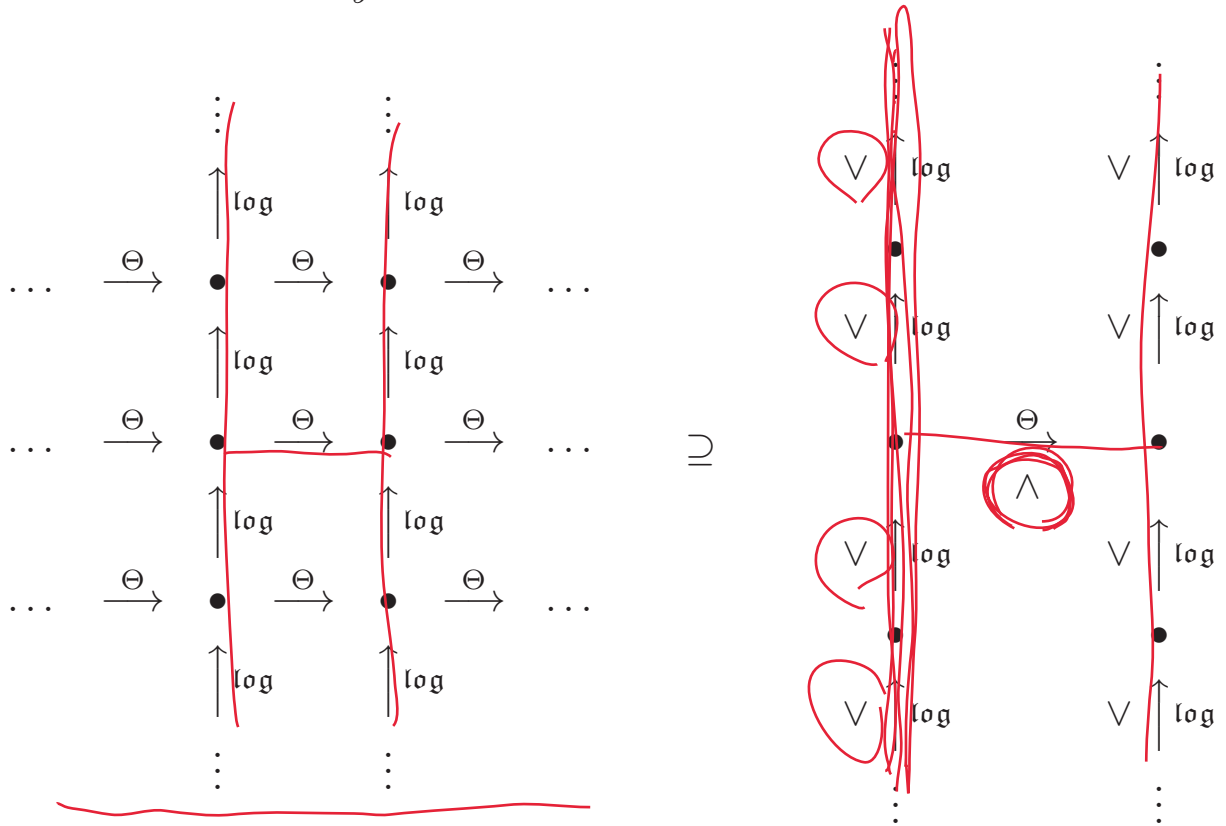 ⋮ ⋮ ⋮ ⋮
∨ log ∨ log
log log
… Θ Θ Θ …
∨ log ∨ log
log log
… Θ Θ Θ … ⊇ Θ
∧
log log ∨ log ∨ log
… Θ Θ Θ …
log log ∨ log ∨ log
⋮ ⋮ ⋮ ⋮